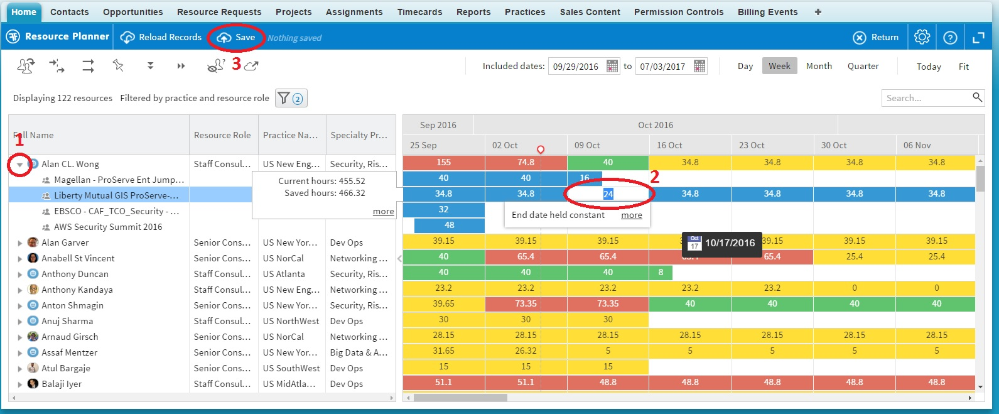 Home Contacts Opportunities Resource Requests Projects Assignments Timecards Reports Practices Sales Content Permission Controls Billing Events +
Resource Planner Reload Records Save Nothing saved Return ?
3 ?
Included dates: 09/29/2016 to 07/03/2017 Day Week Month Quarter Today Fit
Displaying 122 resources Filtered by practice and resource role 2 Search...
Sep 2016 Oct 2016
1
Full Name Resource Role Practice Na... Specialty Pr...
25 Sep 02 Oct 09 Oct 16 Oct 23 Oct 30 Oct 06 Nov
Alan CL. Wong Staff Consul... US New Eng... Security, Ris... 155 74.8 40 34.8 34.8 34.8 34.8
Magellan - ProServe Ent Jump... 40 40 16
2
Current hours: 455.52
Saved hours: 466.32
more
Liberty Mutual GIS ProServe-... 34.8 34.8 24 34.8 34.8 34.8 34.8
EBSCO - CAF_TCO_Security - ... 32
End date held constant more
AWS Security Summit 2016 48
Alan Garver Senior Cons... US New Yor... Dev Ops 39.15 39.15 39.15 39.15 39.15 39.15
Oct
17 10/17/2016
Anabell St Vincent Senior Cons... US NorCal Networking ... 40 65.4 65.4 65.4 65.4 25.4 25.4
Anthony Duncan Staff Consul... US Atlanta Security, Ris... 40 40 40 8
Anthony Kandaya Staff Consul... US New Eng... Networking ... 23.2 23.2 23.2 23.2 23.2 0 0
Anton Shmagin Senior Cons... US New Yor... Security, Ris... 39.65 73.35 73.35 40 40 40 40
Anuj Sharma Staff Consul... US NorthWest Dev Ops 30 30 30
Arnaud Girsch Senior Cons... US NorCal Networking ... 28.15 28.15 28.15 28.15 28.15 28.15 28.15
Assaf Mentzer Senior Cons... US New Yor... Big Data & A... 31.65 26.32 5 5 5 5 5
Atul Bargaje Senior Cons... US SouthWest Dev Ops 15 15 15
Balaji Iyer Staff Consul... US MidAtla... Dev Ops 51.1 51.1 48.8 48.8 48.8 48.8 48.8